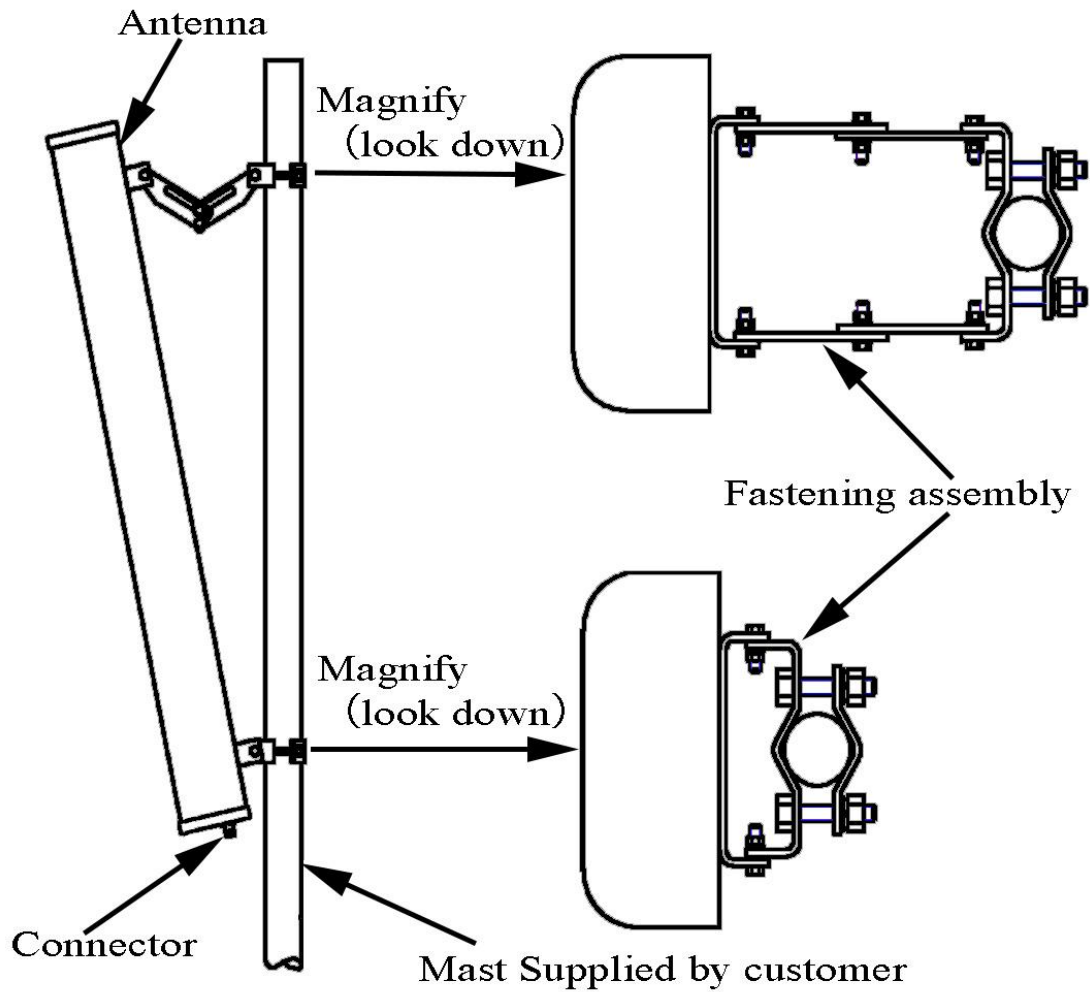 Antenna
Magnify
(look down)
Fastening assembly
Magnify
(look down)
Connector
Mast Supplied by customer